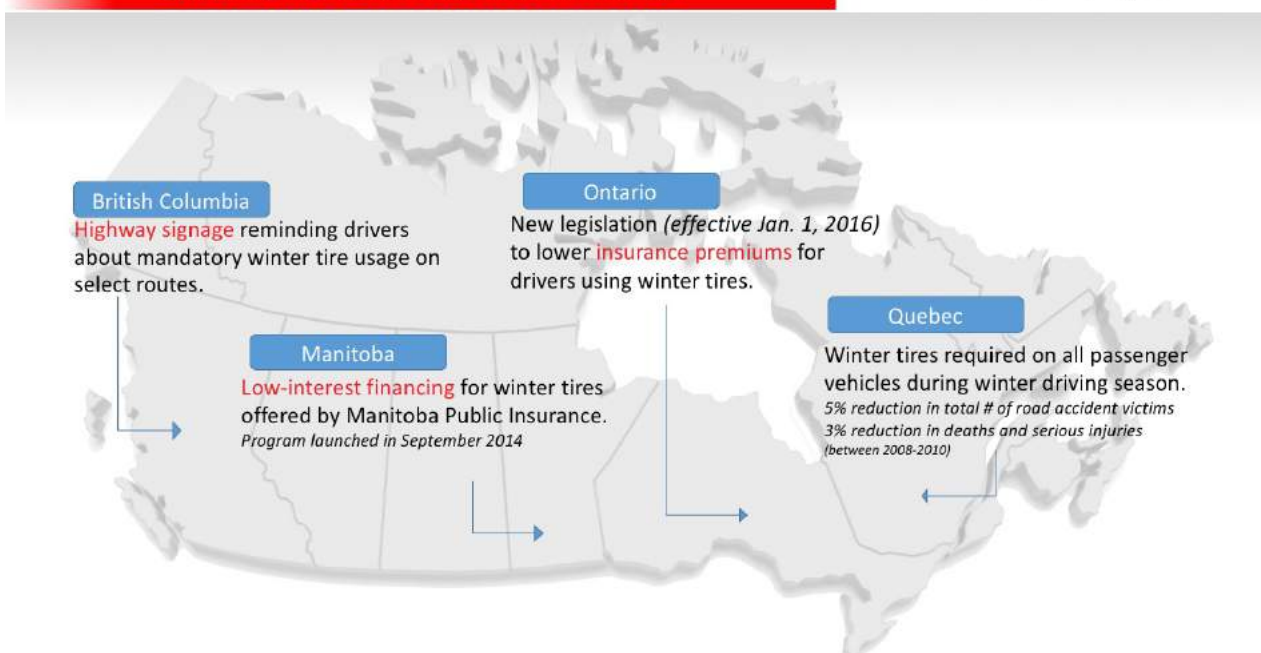 British Columbia
Highway signage reminding drivers
about mandatory winter tire usage on
select routes.
Ontario
New legislation (effective Jan. 1, 2016)
to lower insurance premiums for
drivers using winter tires.
Manitoba
Low-interest financing for winter tires
offered by Manitoba Public Insurance.
Program launched in September 2014
Quebec
Winter tires required on all passenger
vehicles during winter driving season.
5% reduction in total # of road accident victims
3% reduction in deaths and serious injuries
(between 2008-2010)